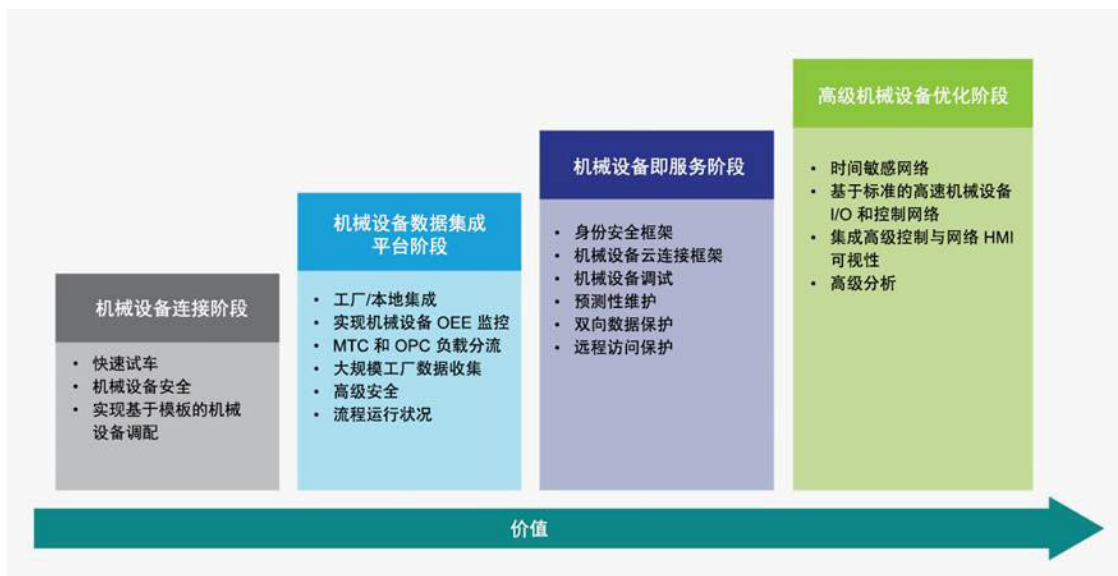 机械设备连接阶段
• 快速试车
• 机械设备安全
• 实现基于模板的机械
设备调配
机械设备数据集成
平台阶段
• 工厂/本地集成
• 实现机械设备 OEE 监控
• MTC 和 OPC 负载分流
• 大规模工厂数据收集
• 高级安全
• 流程运行状况
机械设备即服务阶段
• 身份安全框架
• 机械设备云连接框架
• 机械设备调试
• 预测性维护
• 双向数据保护
• 远程访问保护
高级机械设备优化阶段
• 时间敏感网络
• 基于标准的高速机械设备
I/O 和控制网络
• 集成高级控制与网络 HMI
可视性
• 高级分析
价值